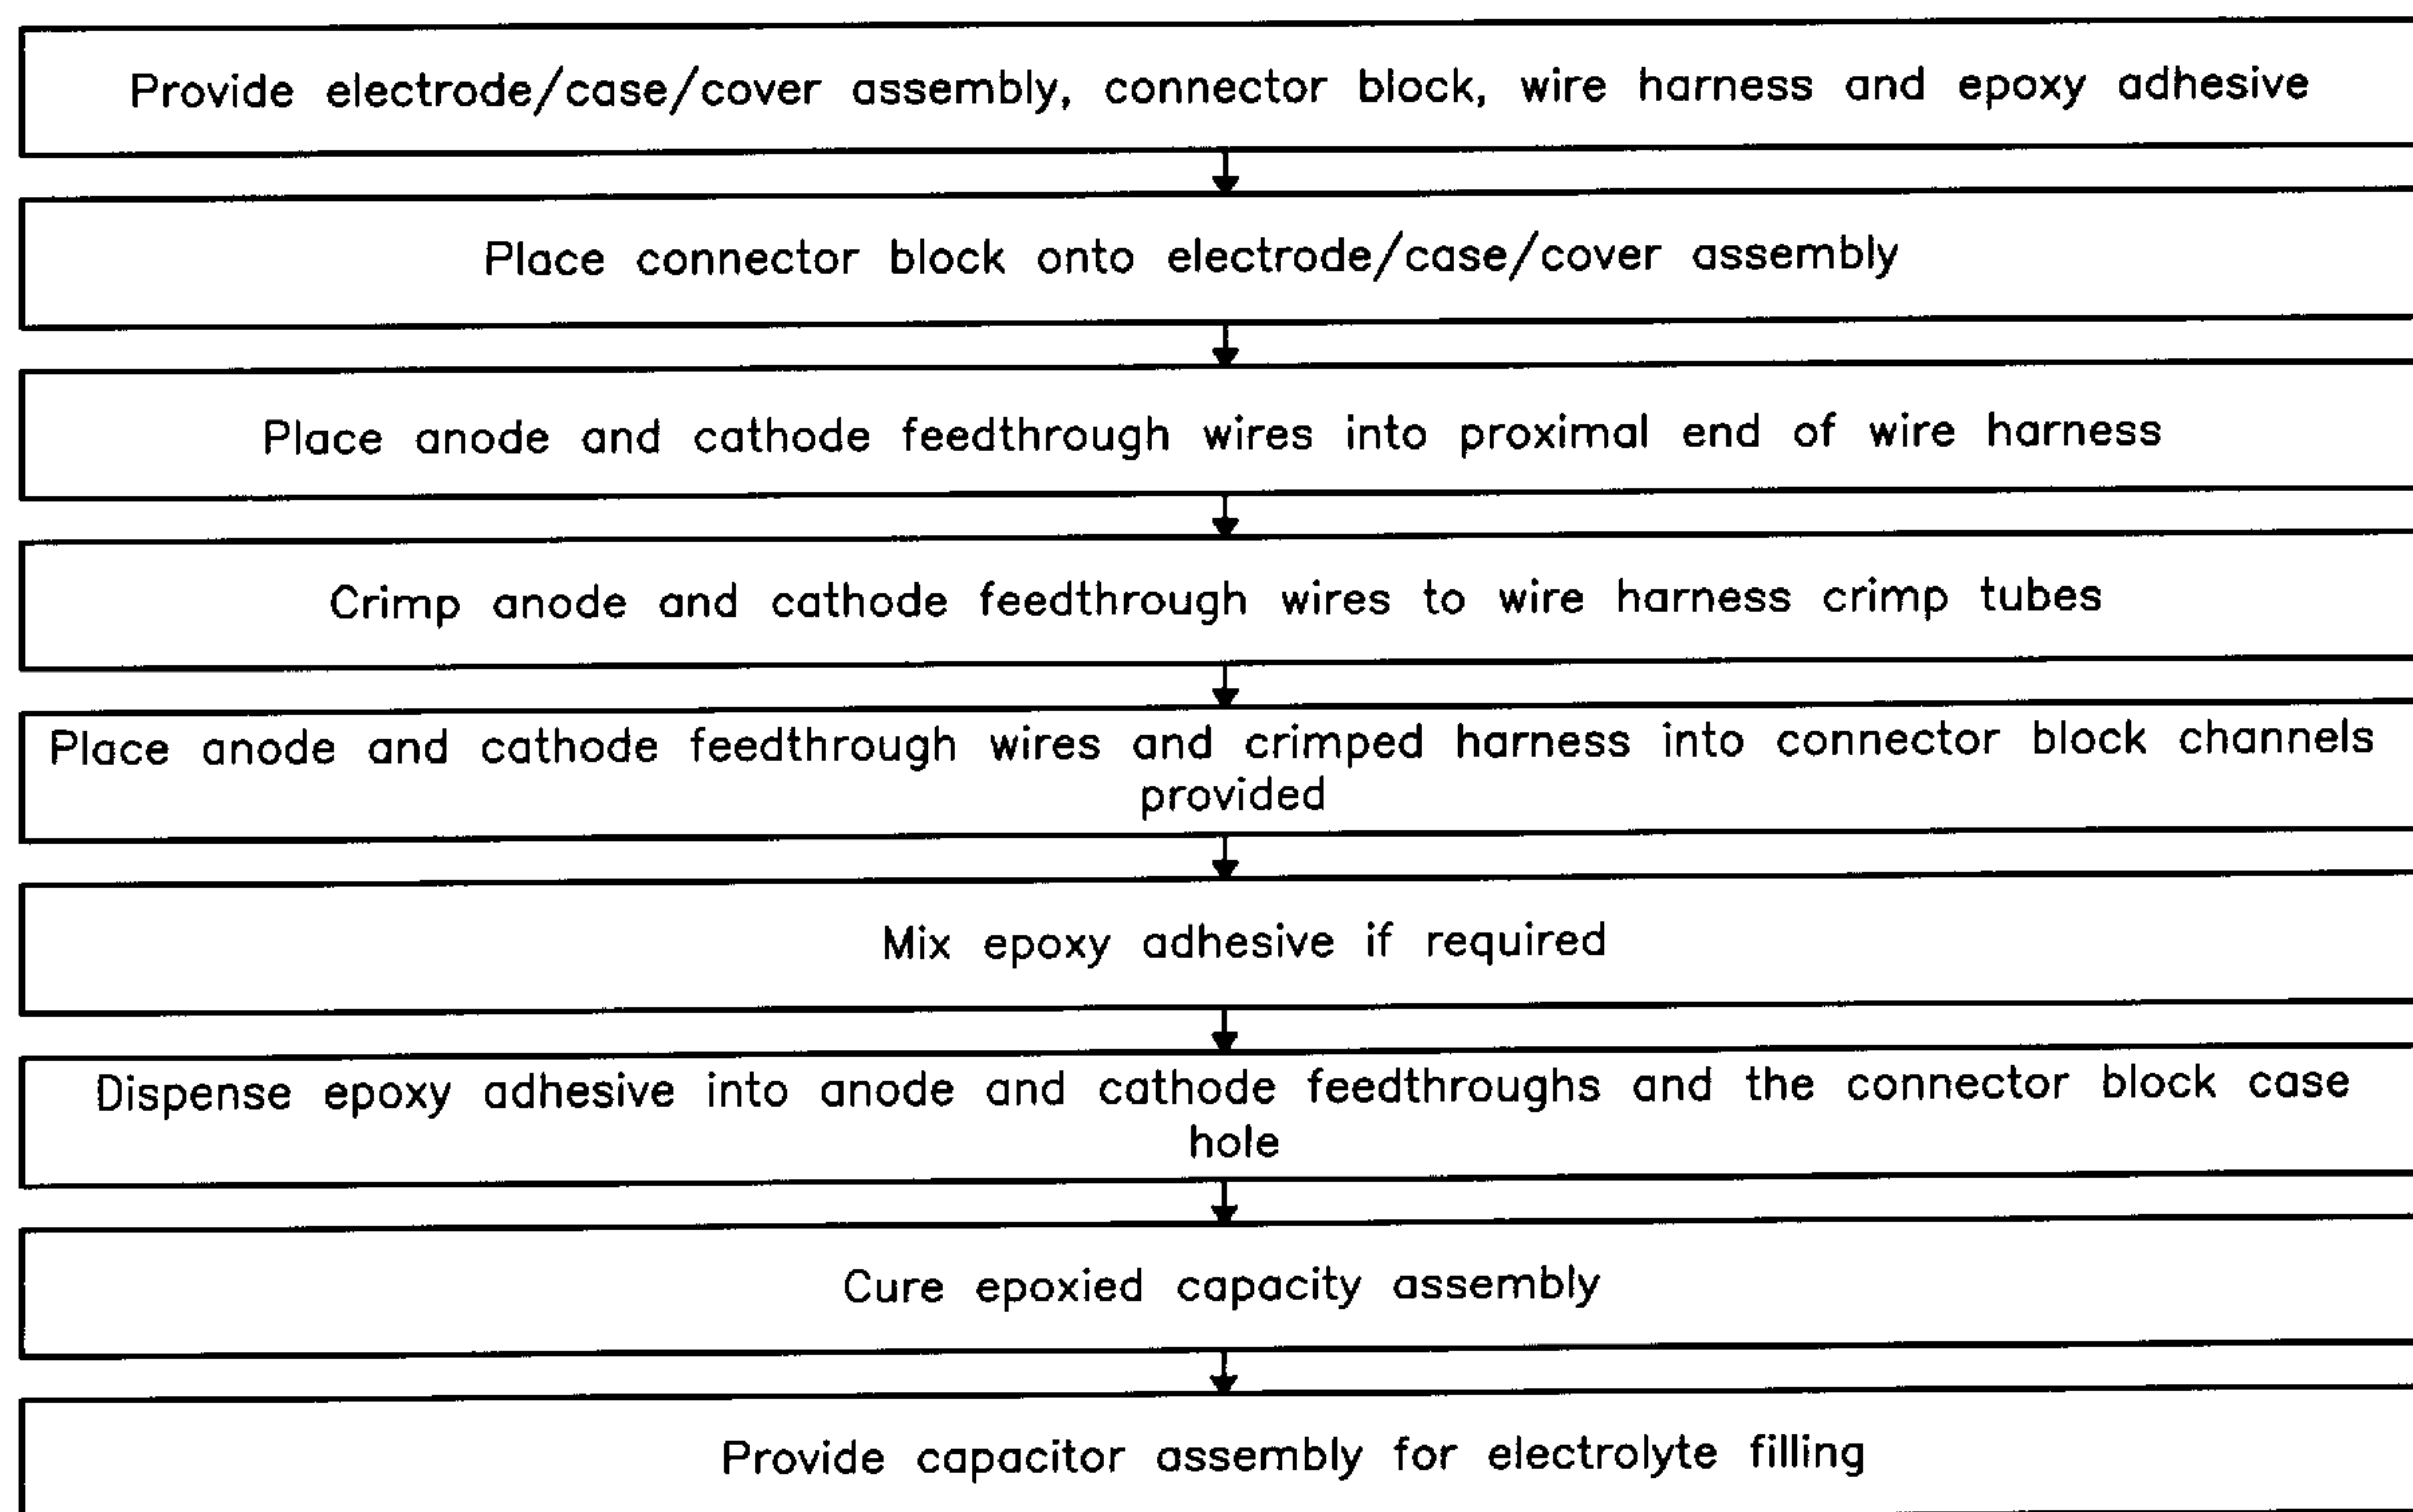 Provide electrode/case/cover assembly, connector block, wire harness and epoxy adhesive
Place connector block onto electrode/case/cover assembly
Place anode and cathode feedthrough wires into proximal end of wire harness
Crimp anode and cathode feedthrough wires to wire harness crimp tubes
Place anode and cathode feedthrough wires and crimped harness into connector block channels
provided
Mix epoxy adhesive if required
Dispense epoxy adhesive into anode and cathode feedthroughs and the connector block case
hole
Cure epoxied capacity assembly
Provide capacitor assembly for electrolyte filling